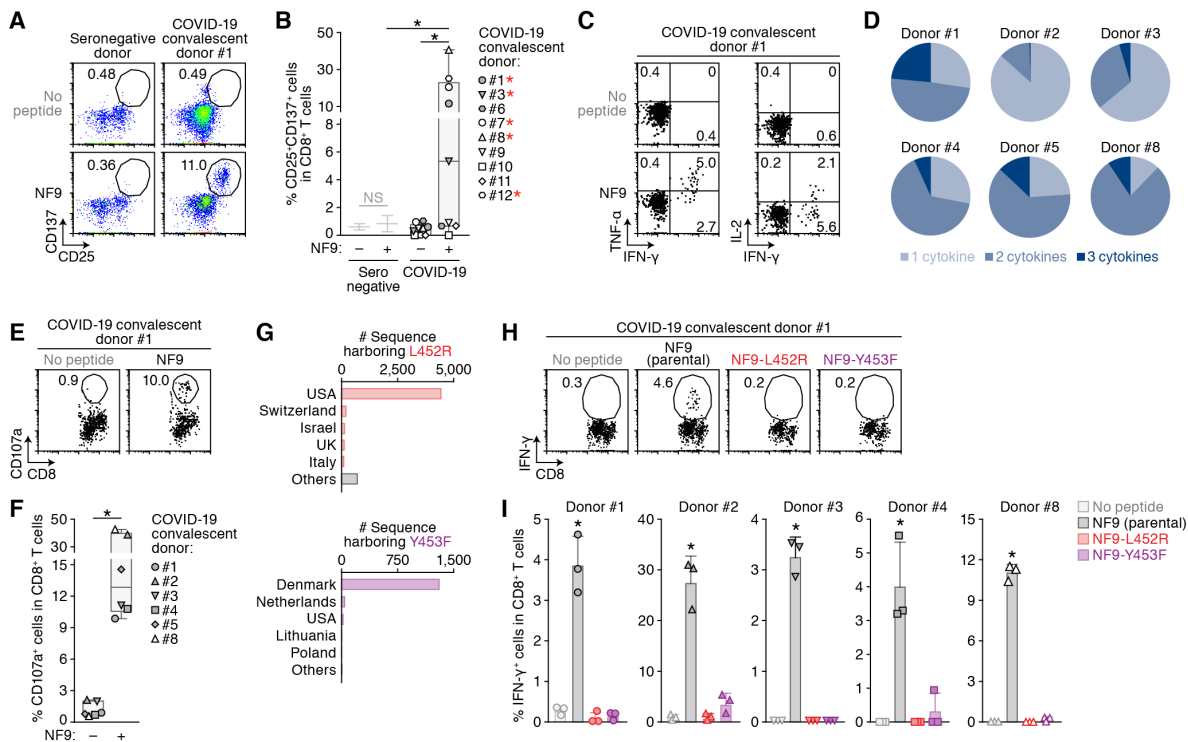 A
Seronegative
donor
COVID-19
convalescent
donor #1
No
peptide
0.48
0.49
NF9
0.36
11.0
CD137
CD25
B
% CD25⁺CD137⁺ cells
in CD8⁺ T cells
50
30
10
8
6
4
2
0
*
*
NS
NF9:
– + – +
Sero
negative
COVID-19
COVID-19
convalescent
donor:
#1*
#3*
#6
#7*
#8*
#9
#10
#11
#12*
C
COVID-19 convalescent
donor #1
No
peptide
0.4 0
0.4
0.4 0
0.6
NF9
0.4 5.0
2.7
0.2 2.1
5.6
TNF-α
IFN-γ
IL-2
IFN-γ
D
Donor #1
Donor #2
Donor #3
Donor #4
Donor #5
Donor #8
1 cytokine
2 cytokines
3 cytokines
E
COVID-19 convalescent
donor #1
No peptide
NF9
0.9
10.0
CD107a
CD8
F
% CD107a⁺ cells in CD8⁺ T cells
50
30
15
12
9
6
3
0
*
NF9: – +
COVID-19
convalescent
donor:
#1
#2
#3
#4
#5
#8
G
# Sequence
harboring L452R
0 2,500 5,000
USA
Switzerland
Israel
UK
Italy
Others
# Sequence
harboring Y453F
0 750 1,500
Denmark
Netherlands
USA
Lithuania
Poland
Others
H
COVID-19 convalescent donor #1
No peptide
NF9
(parental)
NF9-L452R
NF9-Y453F
0.3
4.6
0.2
0.2
IFN-γ
CD8
I
% IFN-γ⁺ cells in CD8⁺ T cells
Donor #1
5
4
3
2
1
0
*
Donor #2
40
30
20
10
0
*
Donor #3
4
3
2
1
0
*
Donor #4
6
5
4
3
2
1
0
*
Donor #8
15
12
9
6
3
0
*
No peptide
NF9 (parental)
NF9-L452R
NF9-Y453F